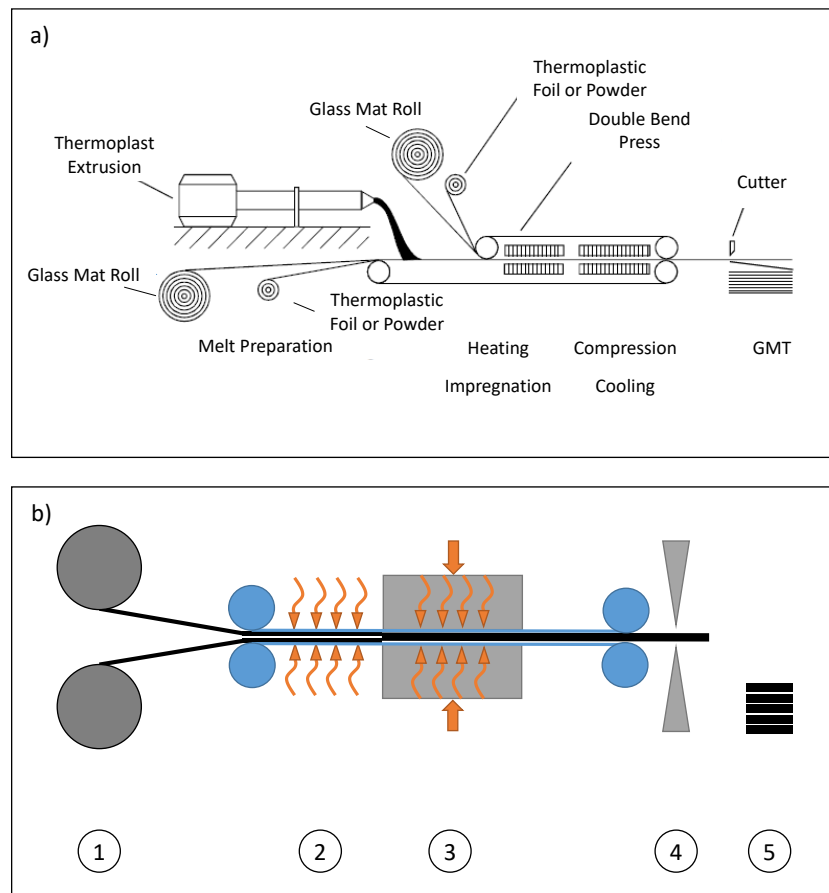 a)
Thermoplastic
Foil or Powder
Glass Mat Roll
Double Bend
Press
Thermoplast
Extrusion
Cutter
Glass Mat Roll
Thermoplastic
Foil or Powder
Melt Preparation
Heating
Compression
GMT
Impregnation
Cooling
b)
1
2
3
4
5